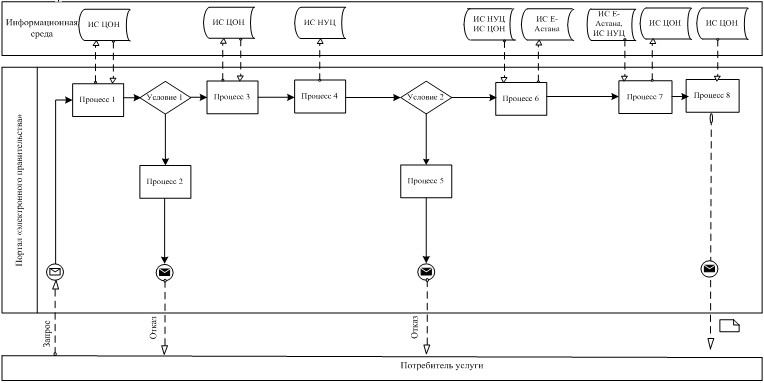 Информационная
среда
ИС ЦОН
ИС ЦОН
ИС НУЦ
ИС НУЦ
ИС ЦОН
ИС Е-
Астана
ИС Е-
Астана,
ИС НУЦ
ИС ЦОН
ИС ЦОН
Портал «электронного правительства»
Процесс 1
Условие 1
Процесс 3
Процесс 4
Условие 2
Процесс 6
Процесс 7
Процесс 8
Процесс 2
Процесс 5
Запрос
Отказ
Отказ
Потребитель услуги